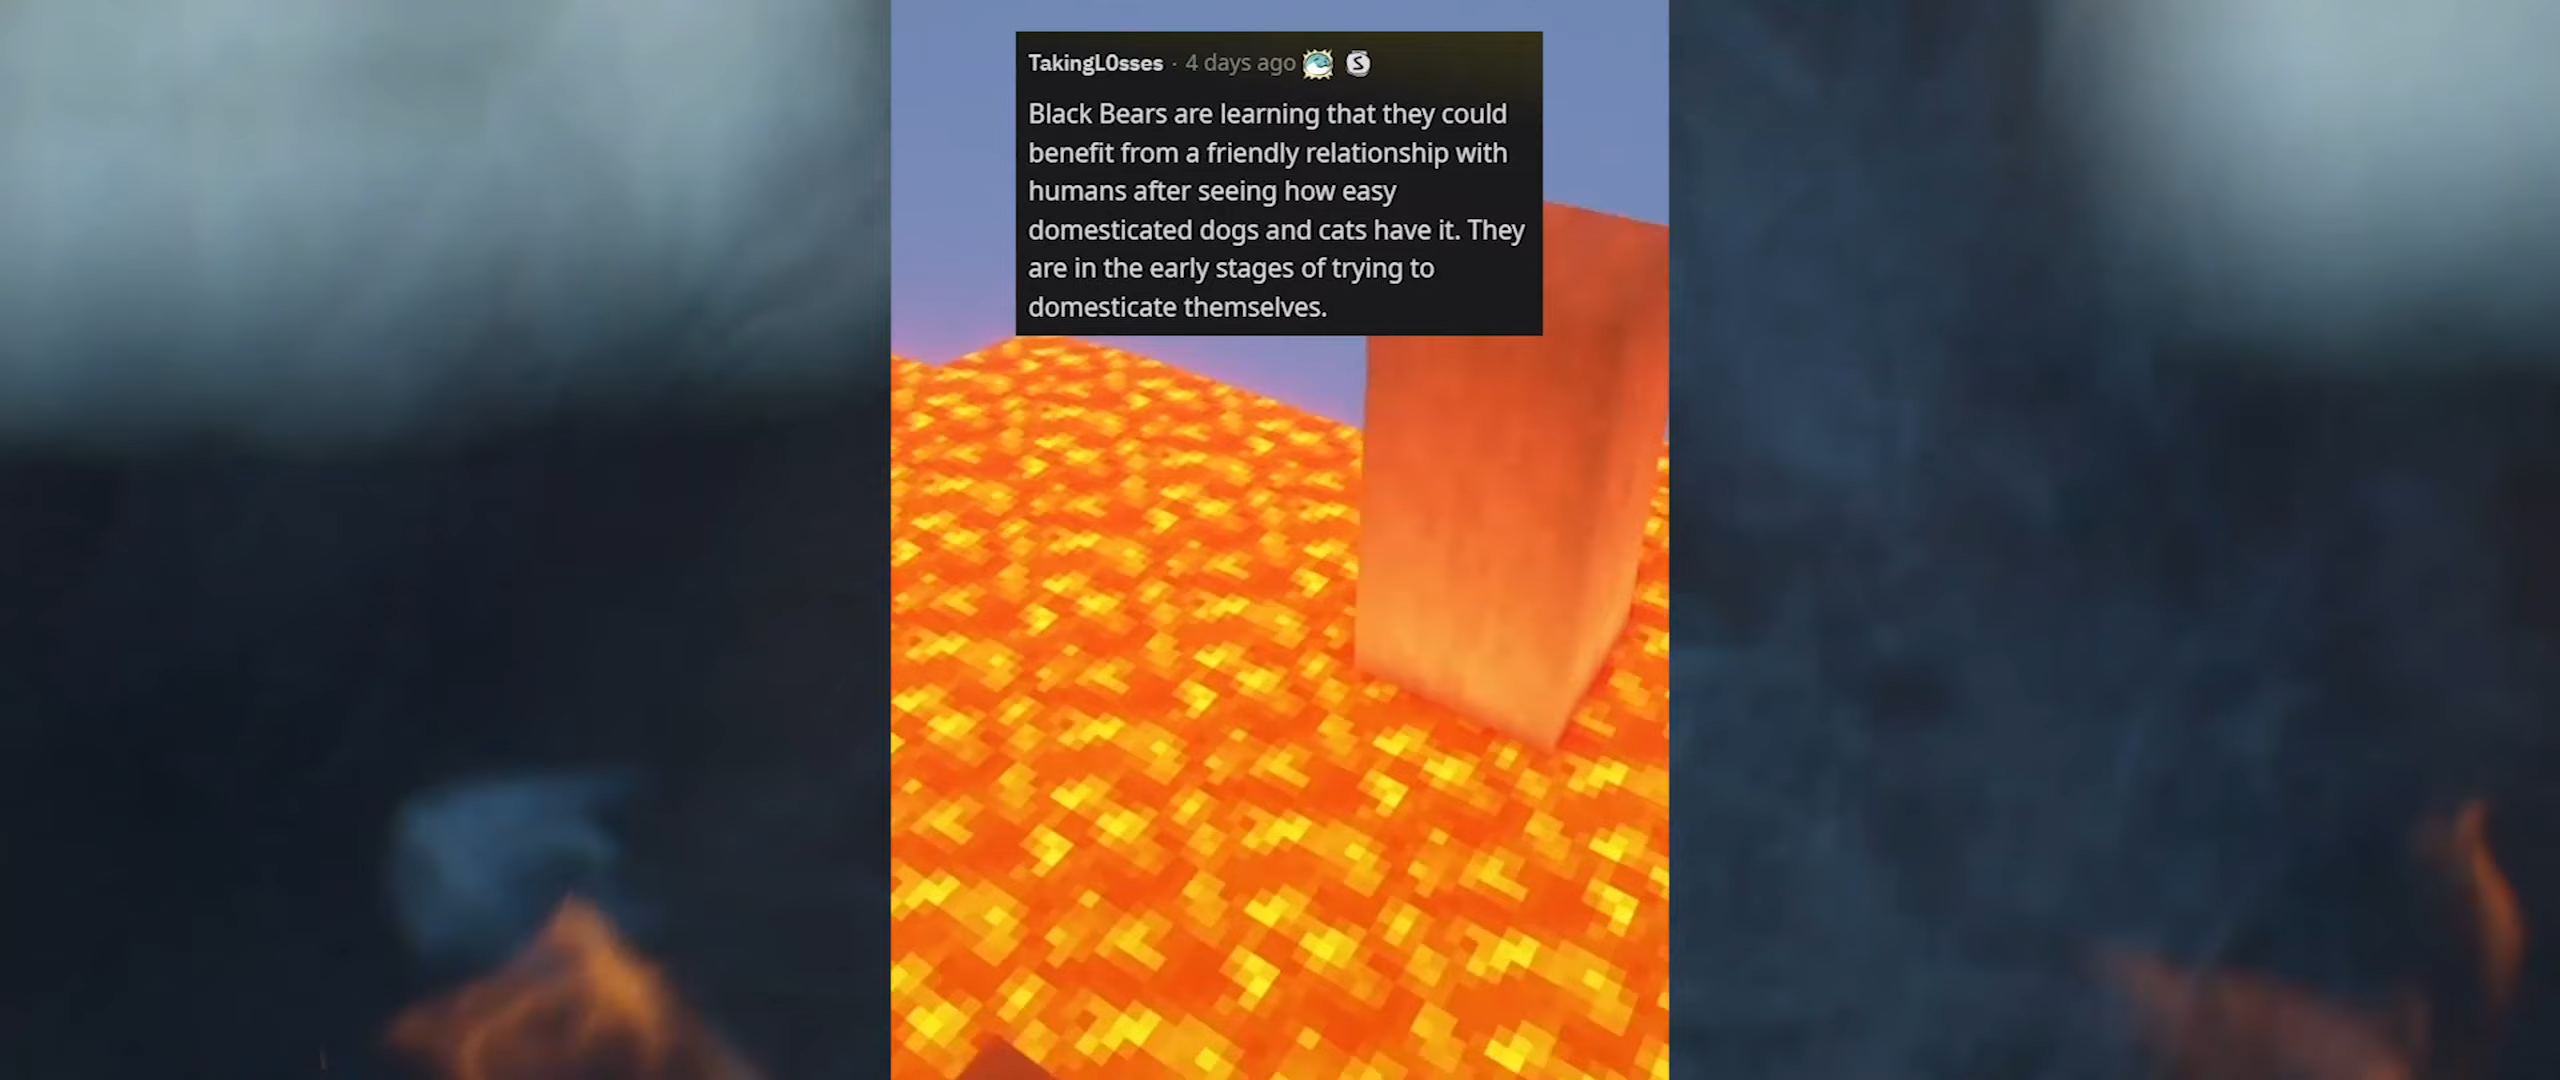 TakingL0sses · 4 days ago
Black Bears are learning that they could
benefit from a friendly relationship with
humans after seeing how easy
domesticated dogs and cats have it. They
are in the early stages of trying to
domesticate themselves.